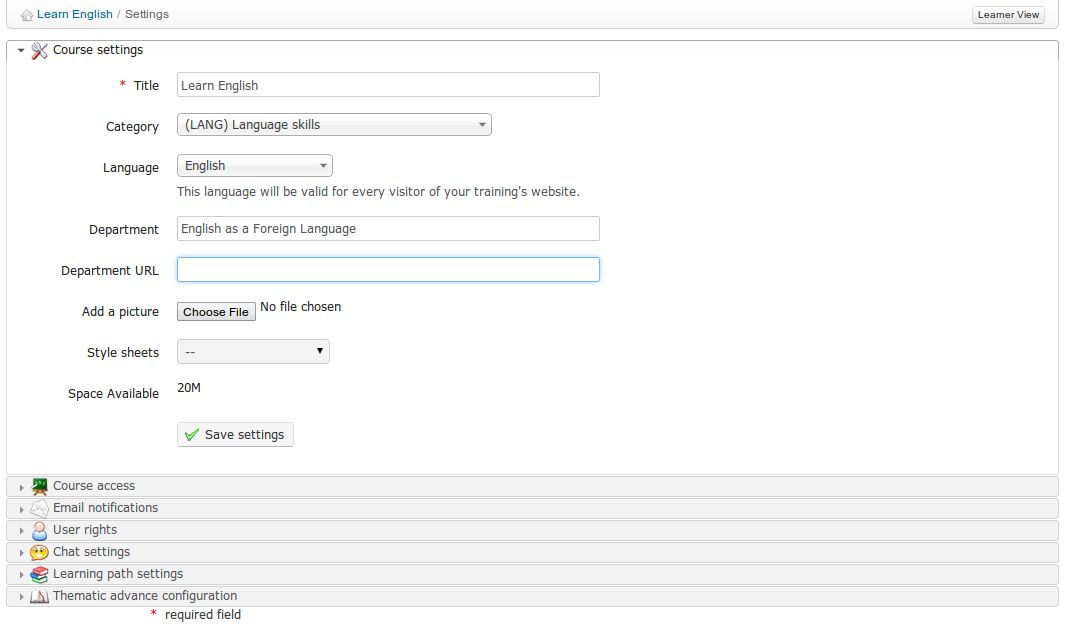 Learn English / Settings
Learner View
Course settings
* Title Learn English
Category (LANG) Language skills
Language English
This language will be valid for every visitor of your training's website.
Department English as a Foreign Language
Department URL
Add a picture Choose File No file chosen
Style sheets --
Space Available 20M
Save settings
Course access
Email notifications
User rights
Chat settings
Learning path settings
Thematic advance configuration
* required field